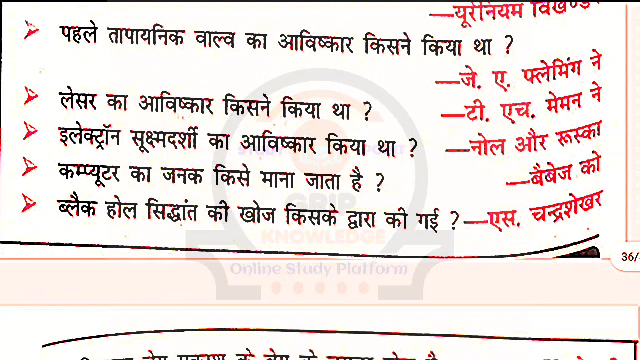 —यूरेनियम विखण्ड
पहले तापायनिक वाल्व का आविष्कार किसने किया था ?
—जे. ए. फ्लेमिंग ने
लेसर का आविष्कार किसने किया था ? —टी. एच. मेमन ने
इलेक्ट्रॉन सूक्ष्मदर्शी का आविष्कार किया था ? —नोल और रूस्का
कम्प्यूटर का जनक किसे माना जाता है ? —बैबेज को
ब्लैक होल सिद्धांत की खोज किसके द्वारा की गई ? —एस. चन्द्रशेखर
KNOWLEDGE
Online Study Platform
36/